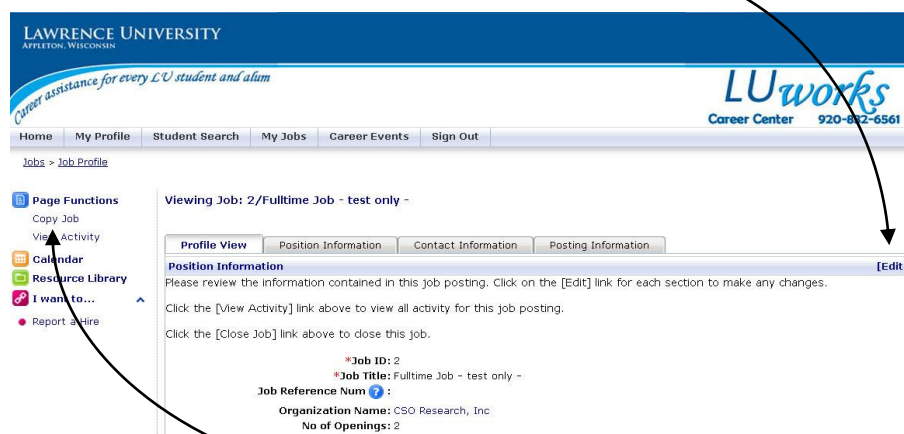 LAWRENCE UNIVERSITY
APPLETON, WISCONSIN
Career assistance for every LU student and alum
LUworks
Career Center 920-832-6561
Home My Profile Student Search My Jobs Career Events Sign Out
Jobs > Job Profile
Page Functions
Copy Job
View Activity
Calendar
Resource Library
I want to...
Report a Hire
Viewing Job: 2/Fulltime Job - test only -
Profile View Position Information Contact Information Posting Information
Position Information [Edit
Please review the information contained in this job posting. Click on the [Edit] link for each section to make any changes.
Click the [View Activity] link above to view all activity for this job posting.
Click the [Close Job] link above to close this job.
*Job ID: 2
*Job Title: Fulltime Job - test only -
Job Reference Num ? :
Organization Name: CSO Research, Inc
No of Openings: 2